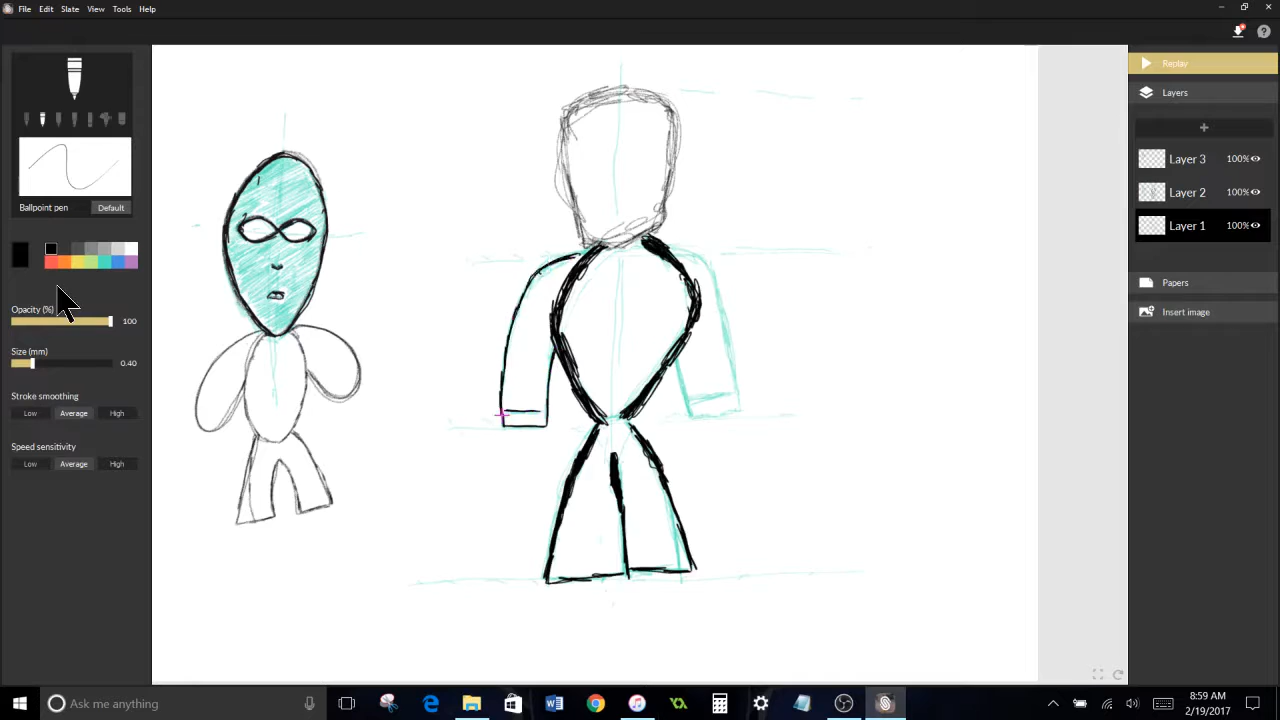 File Edit Slate View Tools Help
Replay
Layers
+
Layer 3 100%
Layer 2 100%
Layer 1 100%
Papers
Insert image
Ballpoint pen Default
Opacity (%)
100
Size (mm)
0.40
Stroke smoothing
Low Average High
Speed sensitivity
Low Average High
Ask me anything
8:59 AM
2/19/2017